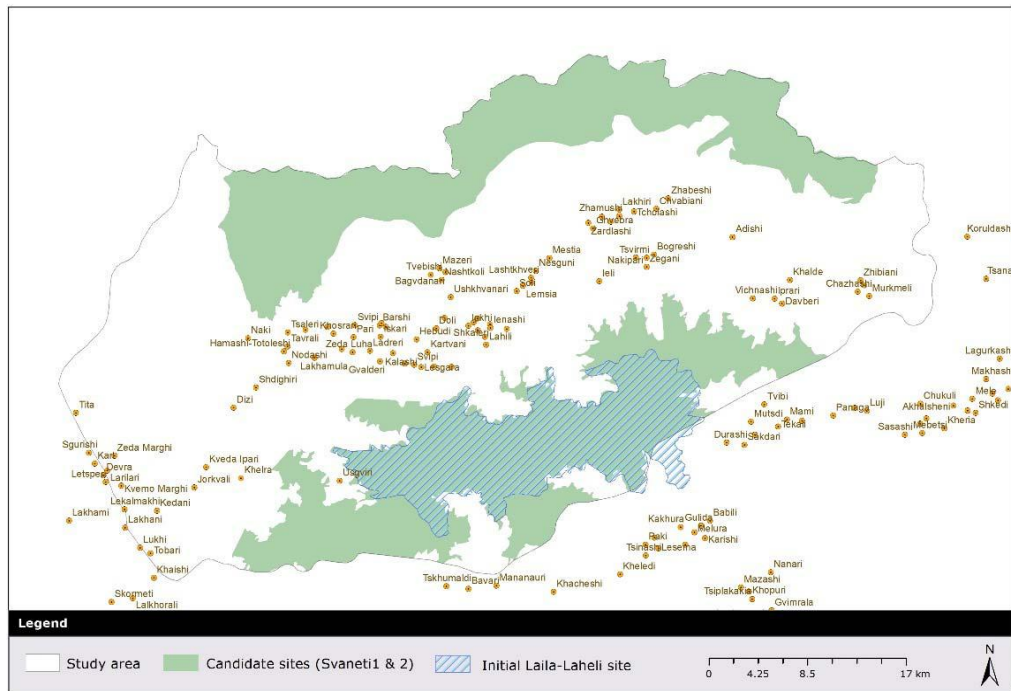 Zhabeshi
Lakhiri
Chvabiani
Zhamushi
Tcholashi
Ghvebra
Zardlashi
Adishi
Koruldash
Bogreshi
Tsvirmi
Mestia
Zegani
Nakipari
Mazeri
Nesguni
Tvebishi
Lashtkhver
Nashtkoli
Bagvdanari
Soli
Ieli
Khalde
Zhibiani
Tsana
Chazhashi
Lemsia
Ushkhvanari
Murkmeli
Vichnashi
Iprari
Davberi
Svipi
Barshi
Doli
Ienashi
Tsaleri
Iskari
Naki
Pari
Hebudi
Lahili
Tavrali
Hamashi-Totoleshi
Zeda Luha
Ladreri
Kartvani
Nodashi
Svipi
Lagurkash
Lakhamula
Gvalderi
Kalashi
Lesgara
Makhash
Shdighiri
Dizi
Tvibi
Chukuli
Mele
Tita
Mutsdi
Mami
Panaga
Luji
Akhalsheni
Shkedi
Tekali
Mebetsi
Kheria
Sasashi
Durashi
Sakdari
Sgurishi
Zeda Marghi
Kari
Kveda Ipari
Devra
Khelra
Letsperi
Usgviri
Larilari
Jorkvali
Kvemo Marghi
Lekalmakhi
Kedani
Lakhami
Lakhani
Babili
Kakhura
Gulida
Melura
Karishi
Lukhi
Tobari
Tsinashi
Lesema
Khaishi
Kheledi
Nanari
Tskhumaldi
Bavari
Mananauri
Khacheshi
Mazashi
Tsiplakakia
Khopuri
Skormeti
Lalkhorali
Gvimrala
Legend
Study area
Candidate sites (Svaneti1 & 2)
Initial Laila-Laheli site
0 4.25 8.5 17 km
N